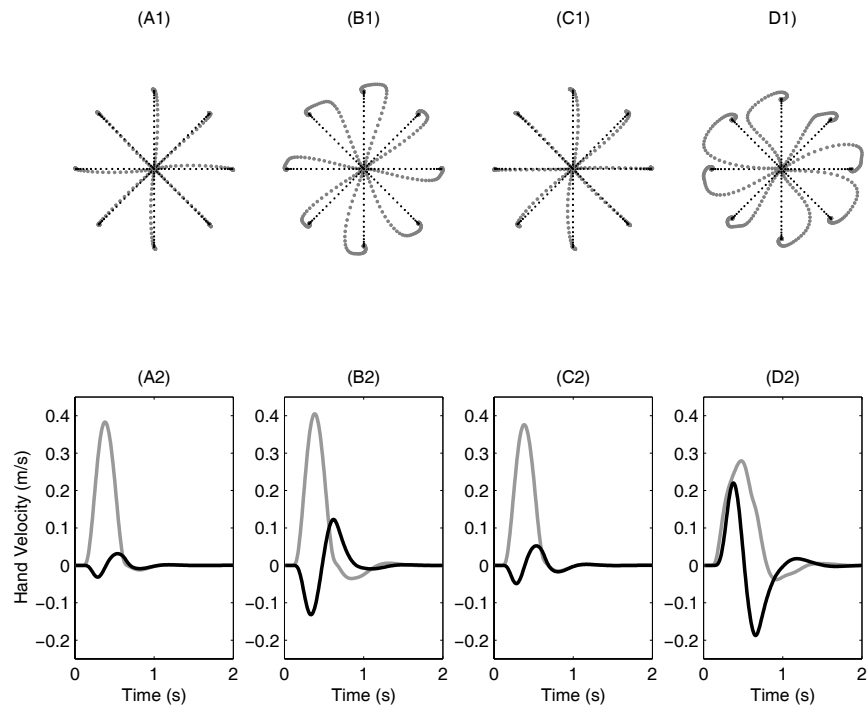 (A1) (B1) (C1) D1)
(A2) (B2) (C2) (D2)
Hand Velocity (m/s)
0.4 0.4 0.4 0.4
0.3 0.3 0.3 0.3
0.2 0.2 0.2 0.2
0.1 0.1 0.1 0.1
0 0 0 0
−0.1 −0.1 −0.1 −0.1
−0.2 −0.2 −0.2 −0.2
0 1 2 0 1 2 0 1 2 0 1 2
Time (s) Time (s) Time (s) Time (s)